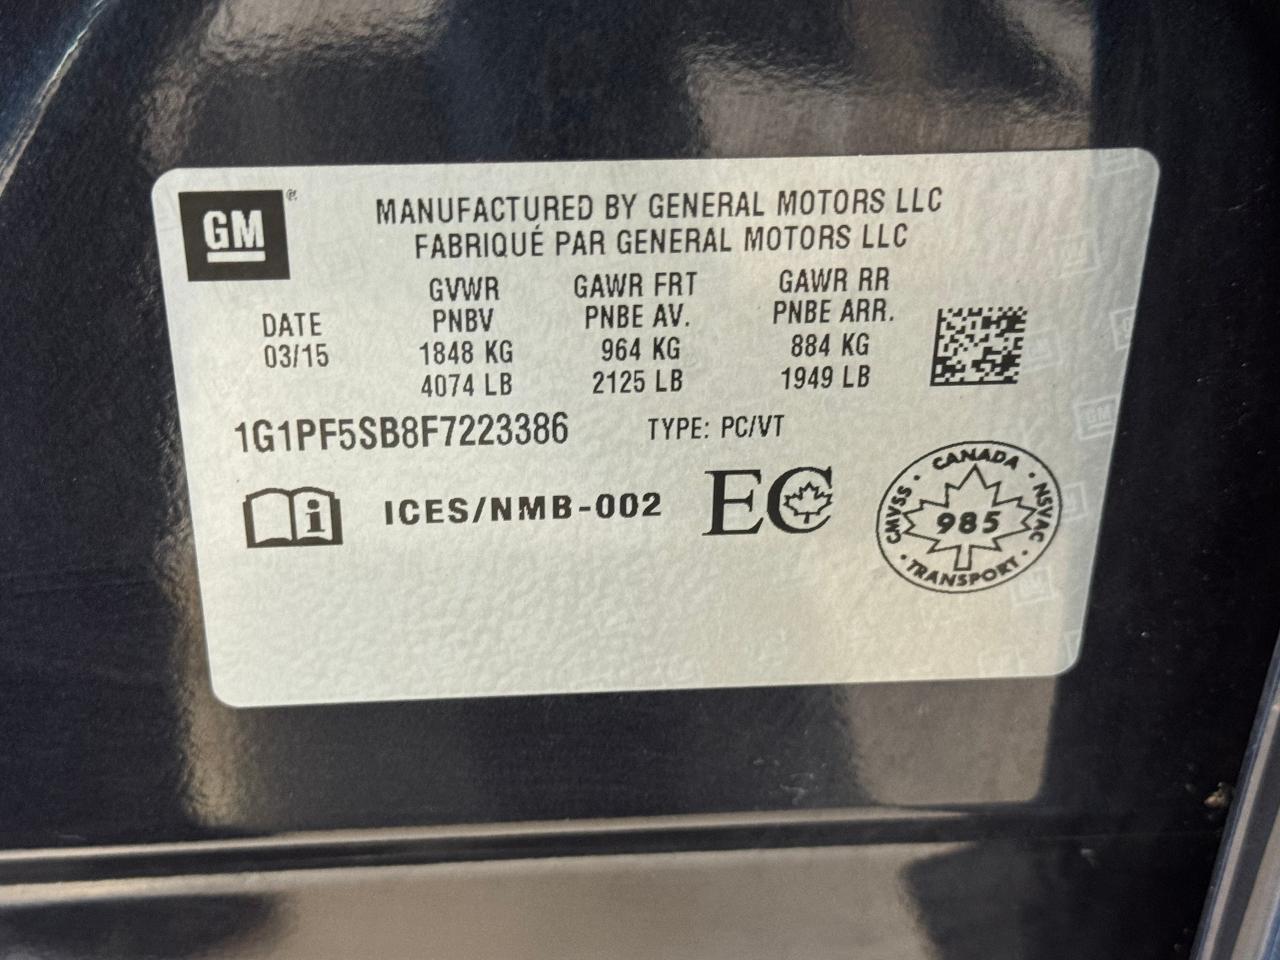 GM ®
MANUFACTURED BY GENERAL MOTORS LLC
FABRIQUÉ PAR GENERAL MOTORS LLC
GVWR GAWR FRT GAWR RR
DATE PNBV PNBE AV. PNBE ARR.
03/15 1848 KG 964 KG 884 KG
4074 LB 2125 LB 1949 LB
1G1PF5SB8F7223386 TYPE: PC/VT
i ICES/NMB-002 EC
CANADA
CMVSS 985 NSVAC
TRANSPORT